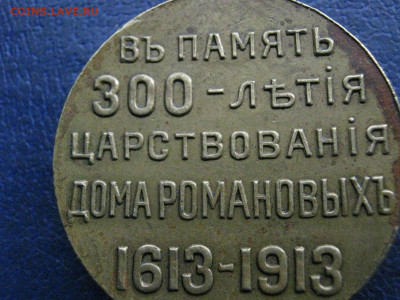 COINS.LAVE.RU
ВЪ ПАМЯТЬ
300-ЛѢТІЯ
ЦАРСТВОВАНІЯ
ДОМА РОМАНОВЫХЪ
1613-1913